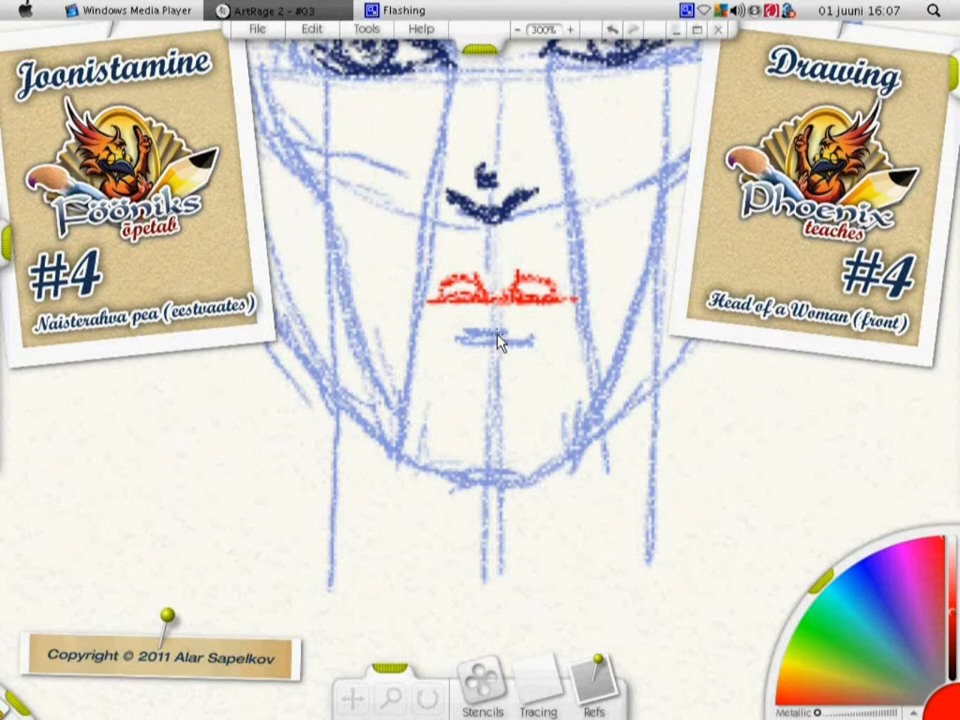 Windows Media Player
ArtRage 2 - #03
Flashing
01 juuni 16:07
File Edit Tools Help
300%
Joonistamine
Fööniks
õpetab
#4
Naisterahva pea (eestvaates)
Drawing
Phoenix
teaches
#4
Head of a Woman (front)
Copyright © 2011 Alar Sapelkov
Stencils Tracing Refs
Metallic